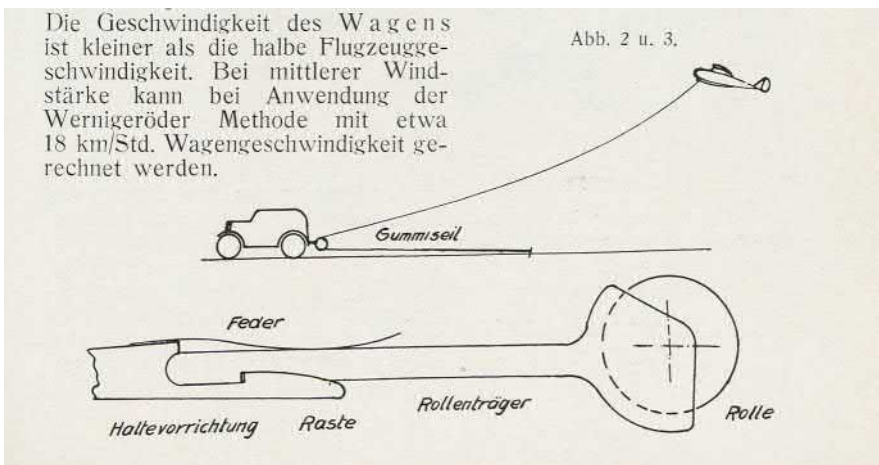 Die Geschwindigkeit des Wagens
ist kleiner als die halbe Flugzeugge-
schwindigkeit. Bei mittlerer Wind-
stärke kann bei Anwendung der
Wernigeröder Methode mit etwa
18 km/Std. Wagengeschwindigkeit ge-
rechnet werden.
Abb. 2 u. 3.
Gummiseil
Feder
Haltevorrichtung
Raste
Rollenträger
Rolle